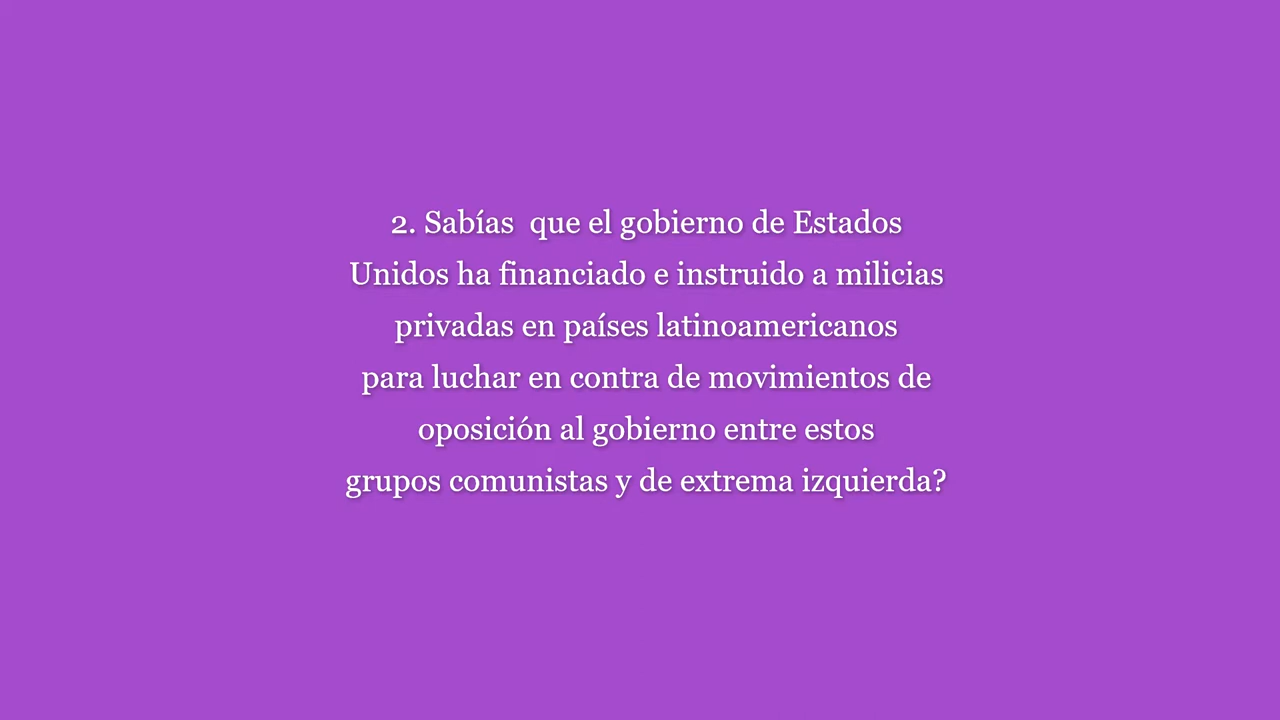 2. Sabías  que el gobierno de Estados
Unidos ha financiado e instruido a milicias
privadas en países latinoamericanos
para luchar en contra de movimientos de
oposición al gobierno entre estos
grupos comunistas y de extrema izquierda?